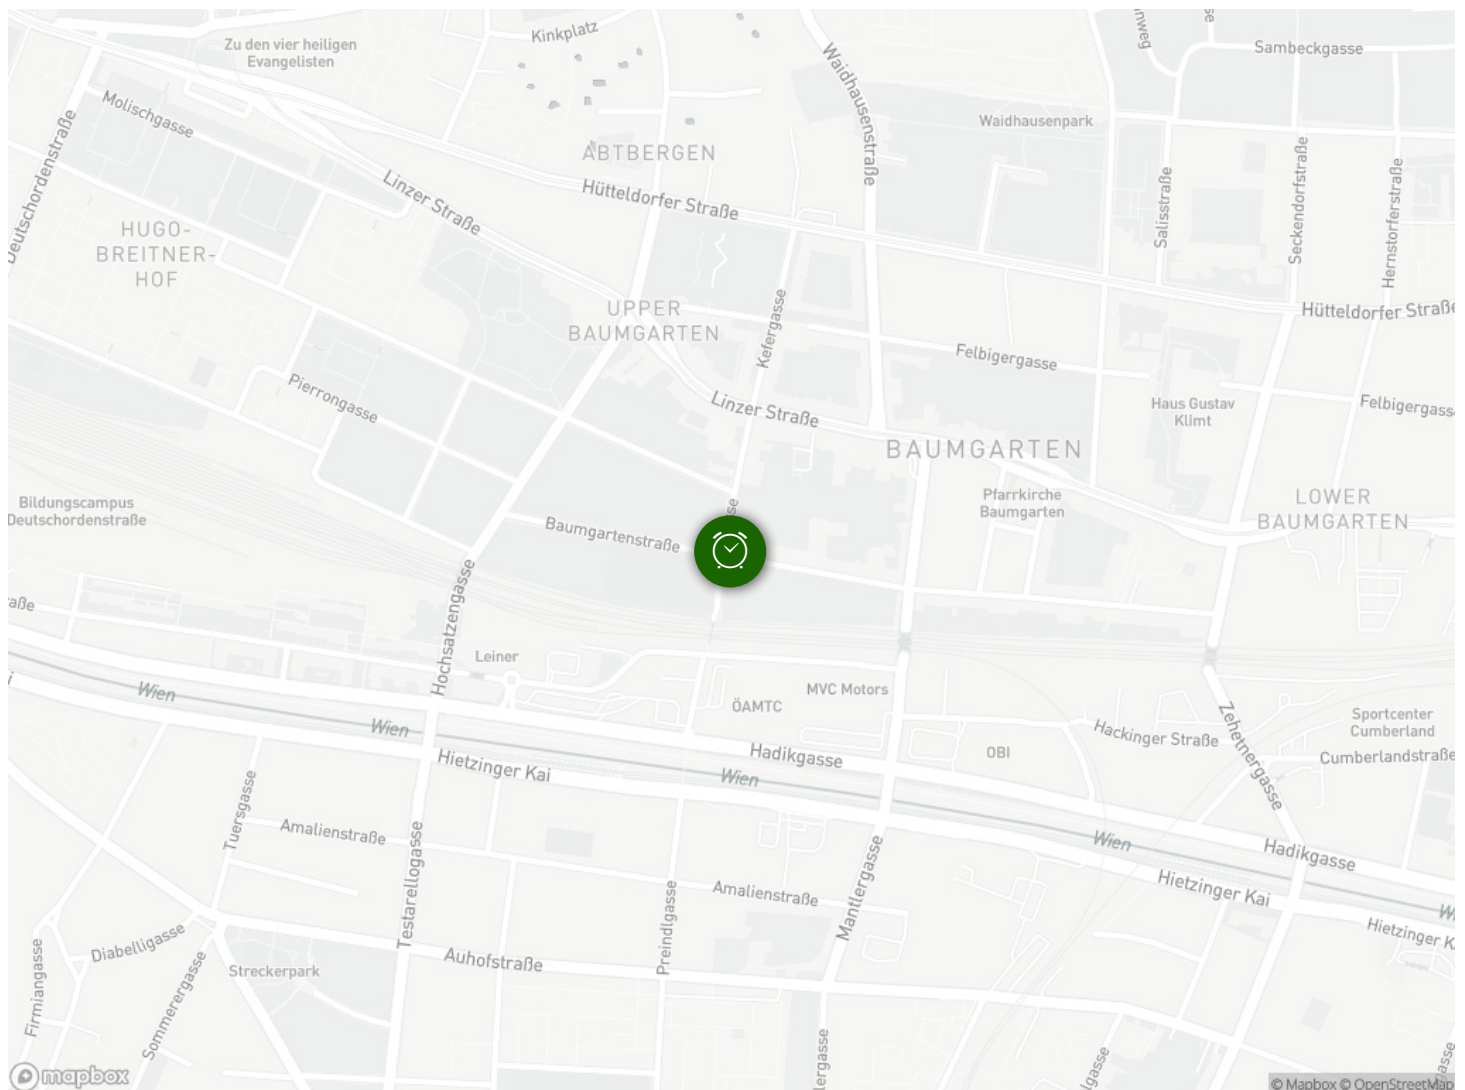 Kinkplatz
Zu den vier heiligen
Evangelisten
Sambeckgasse
Waidhausenstraße
Molischgasse
Deutschordenstraße
Waidhausenpark
ABTBERGEN
Linzer Straße
Hütteldorfer Straße
Salisstraße
Seckendorfstraße
Hernstorferstraße
HUGO-
BREITNER-
HOF
UPPER
BAUMGARTEN
Kefergasse
Hütteldorfer Straße
Felbigergasse
Pierrongasse
Linzer Straße
Haus Gustav
Klimt
Felbigergasse
BAUMGARTEN
Bildungscampus
Deutschordenstraße
Pfarrkirche
Baumgarten
LOWER
BAUMGARTEN
Baumgartenstraße
Hochsatzengasse
Leiner
MVC Motors
ÖAMTC
Wien
Wien
Hackinger Straße
Zehetnergasse
Sportcenter
Cumberland
Cumberlandstraße
OBI
Hadikgasse
Hietzinger Kai
Wien
Tuersgasse
Amalienstraße
Testarellogasse
Wien
Hadikgasse
Hietzinger Kai
Amalienstraße
Mantlergasse
Preindlgasse
Hietzinger K
Diabelligasse
Auhofstraße
Streckerpark
Firmiangasse
Sommerergasse
mapbox
© Mapbox © OpenStreetMap